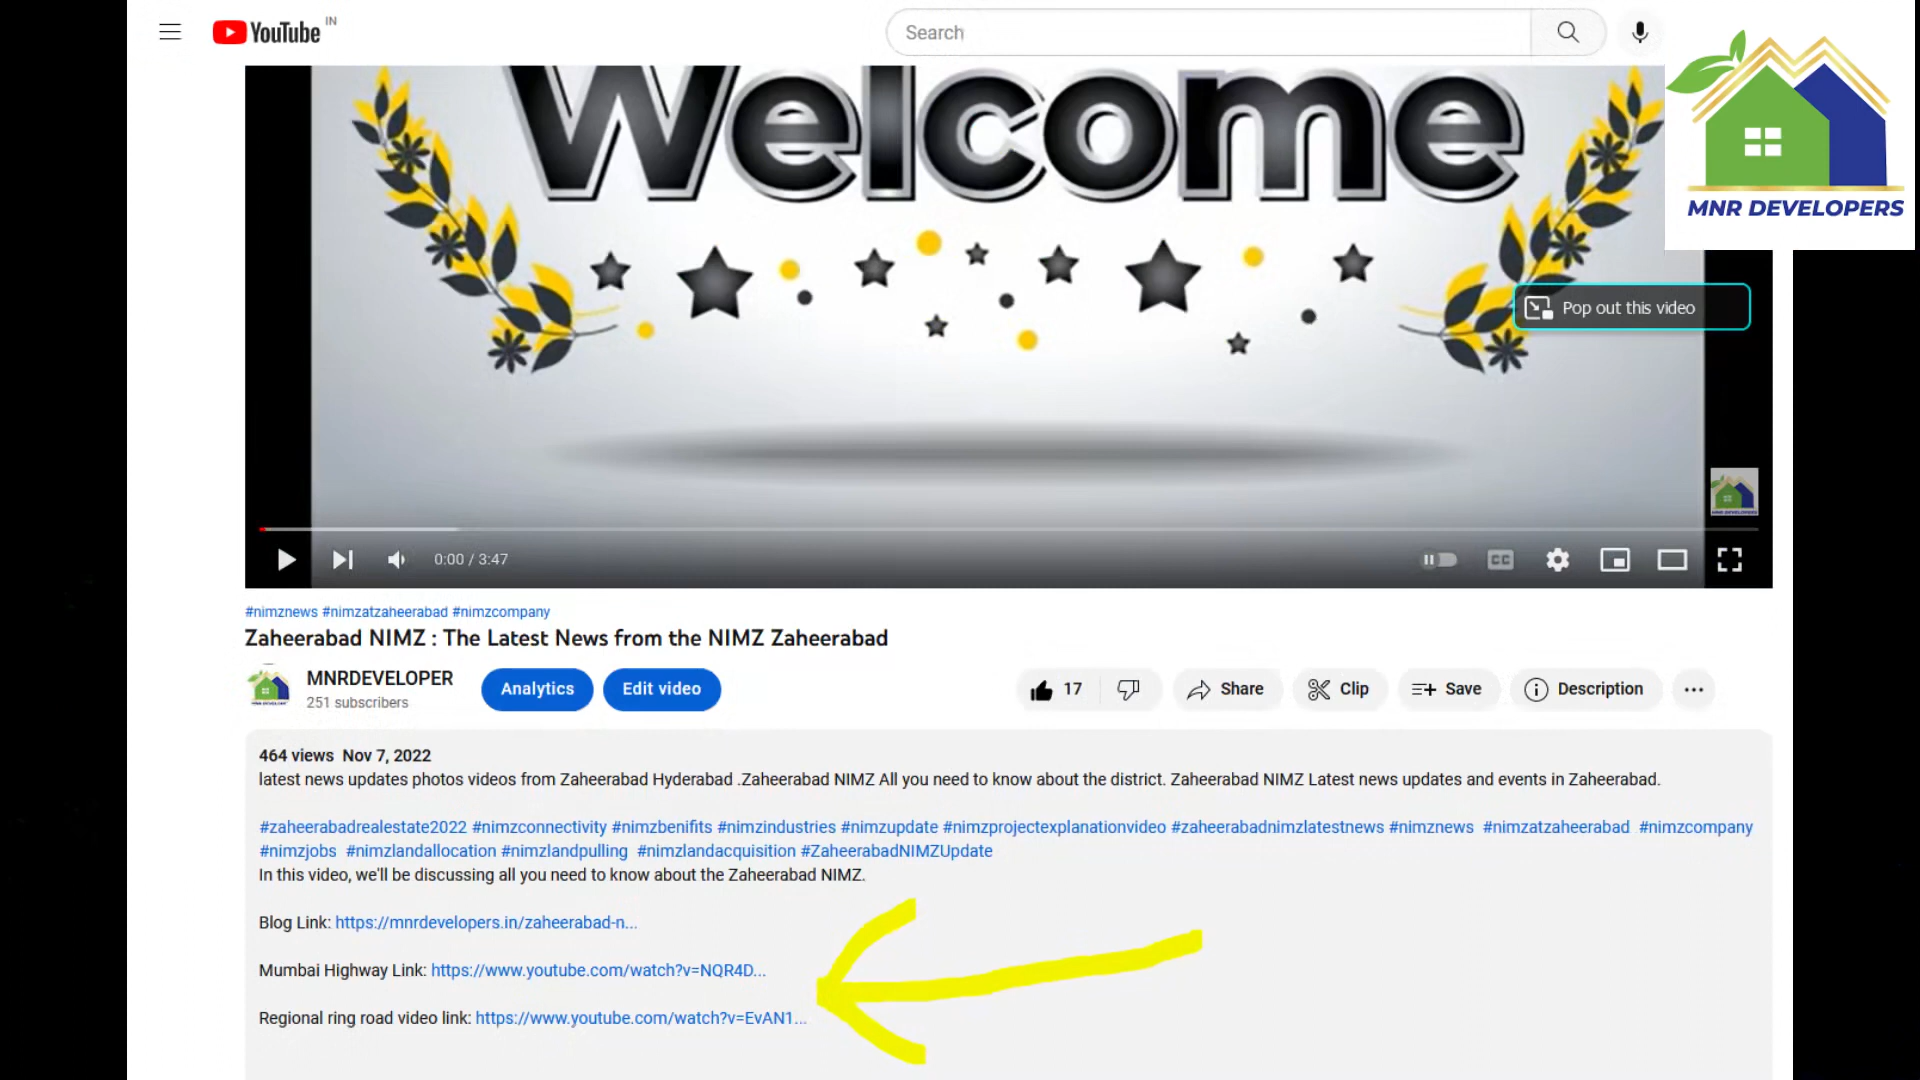 YouTube IN
Search
MNR DEVELOPERS
Welcome
Pop out this video
0:00 / 3:47
CC
#nimznews #nimzatzaheerabad #nimzcompany
Zaheerabad NIMZ : The Latest News from the NIMZ Zaheerabad
MNRDEVELOPER
251 subscribers
Analytics
Edit video
17
Share
Clip
Save
Description
464 views Nov 7, 2022
latest news updates photos videos from Zaheerabad Hyderabad .Zaheerabad NIMZ All you need to know about the district. Zaheerabad NIMZ Latest news updates and events in Zaheerabad.
#zaheerabadrealestate2022 #nimzconnectivity #nimzbenifits #nimzindustries #nimzupdate #nimzprojectexplanationvideo #zaheerabadnimzlatestnews #nimznews #nimzatzaheerabad #nimzcompany
#nimzjobs #nimzlandallocation #nimzlandpulling #nimzlandacquisition #ZaheerabadNIMZUpdate
In this video, we'll be discussing all you need to know about the Zaheerabad NIMZ.
Blog Link: https://mnrdevelopers.in/zaheerabad-n...
Mumbai Highway Link: https://www.youtube.com/watch?v=NQR4D...
Regional ring road video link: https://www.youtube.com/watch?v=EvAN1...